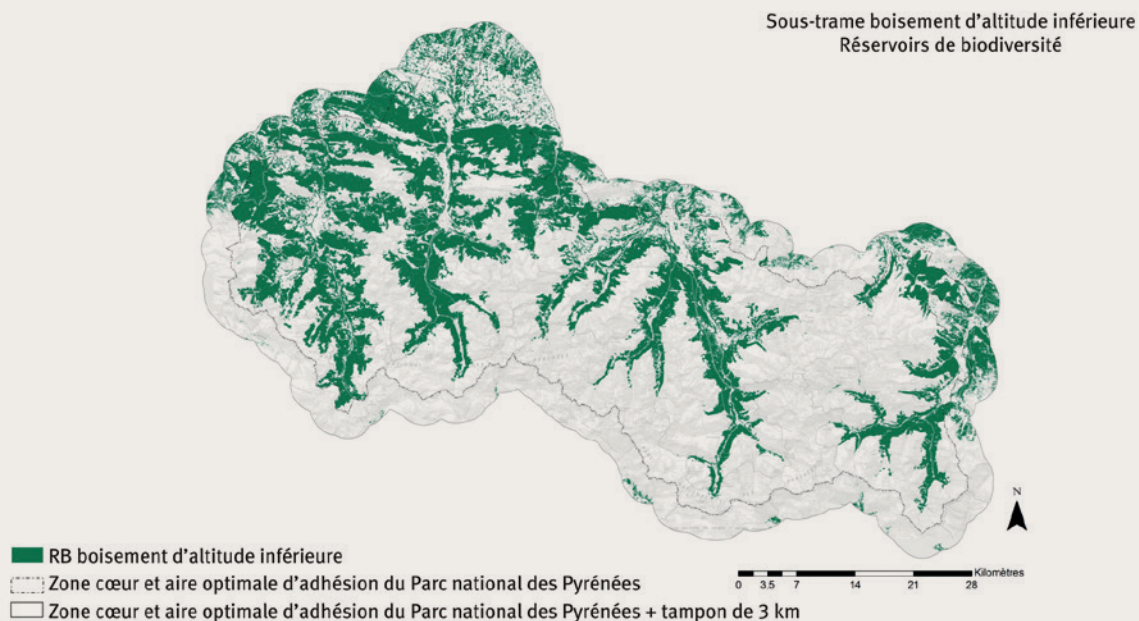 Sous-trame boisement d’altitude inférieure
Réservoirs de biodiversité
N
RB boisement d’altitude inférieure
Zone cœur et aire optimale d’adhésion du Parc national des Pyrénées
Zone cœur et aire optimale d’adhésion du Parc national des Pyrénées + tampon de 3 km
Kilomètres
0 3.5 7 14 21 28